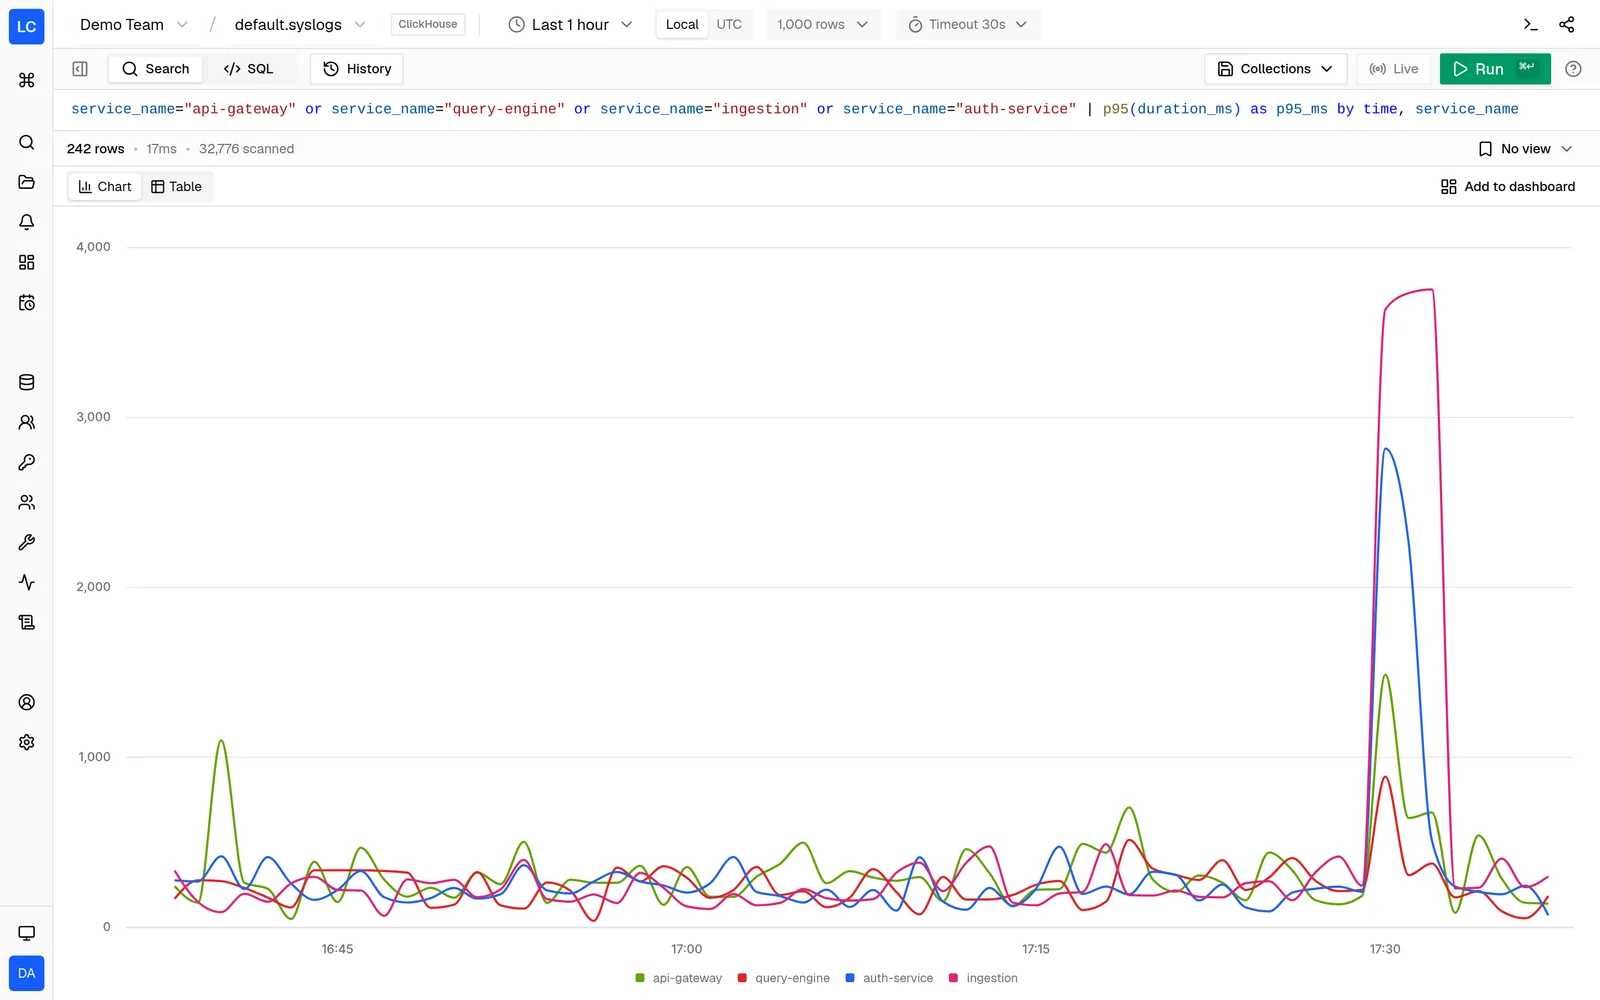 LC
Demo Team / default.syslogs ClickHouse Last 1 hour Local UTC 1,000 rows Timeout 30s
Search SQL History Collections Live Run ⌘↵
service_name="api-gateway" or service_name="query-engine" or service_name="ingestion" or service_name="auth-service" | p95(duration_ms) as p95_ms by time, service_name
242 rows • 17ms • 32,776 scanned No view
Chart Table Add to dashboard
4,000
3,000
2,000
1,000
0
16:45 17:00 17:15 17:30
api-gateway query-engine auth-service ingestion
DA